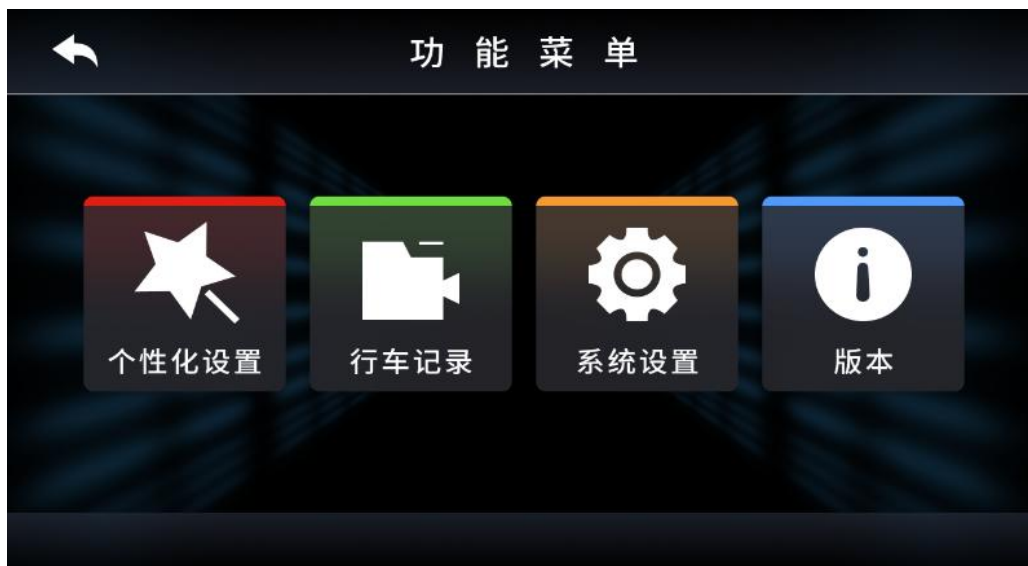 功能菜单
个性化设置
行车记录
系统设置
版本